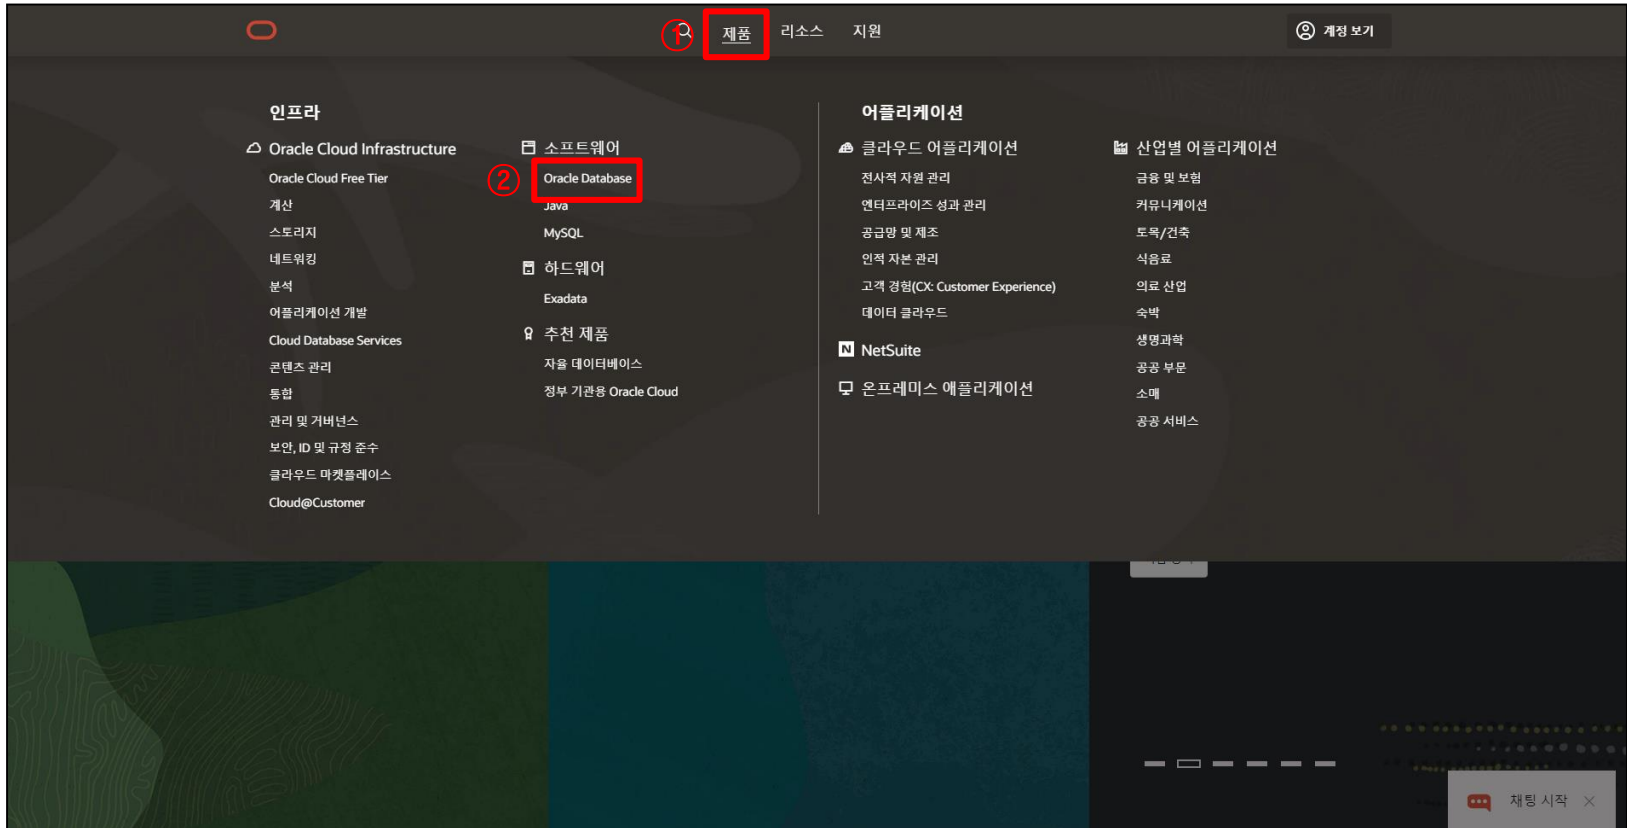 ① 제품 리소스 지원 계정 보기
인프라
Oracle Cloud Infrastructure
Oracle Cloud Free Tier
계산
스토리지
네트워킹
분석
어플리케이션 개발
Cloud Database Services
콘텐츠 관리
통합
관리 및 거버넌스
보안, ID 및 규정 준수
클라우드 마켓플레이스
Cloud@Customer
소프트웨어
② Oracle Database
Java
MySQL
하드웨어
Exadata
추천 제품
자율 데이터베이스
정부 기관용 Oracle Cloud
어플리케이션
클라우드 어플리케이션
전사적 자원 관리
엔터프라이즈 성과 관리
공급망 및 제조
인적 자본 관리
고객 경험(CX: Customer Experience)
데이터 클라우드
N NetSuite
온프레미스 애플리케이션
산업별 어플리케이션
금융 및 보험
커뮤니케이션
토목/건축
식음료
의료 산업
숙박
생명과학
공공 부문
소매
공공 서비스
채팅 시작